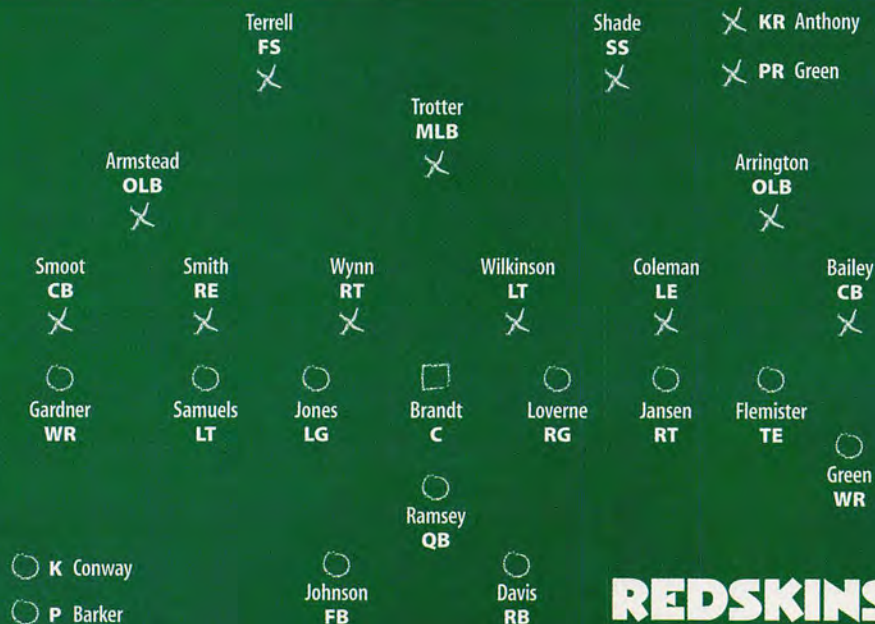 Terrell
FS
Shade
SS
KR Anthony
PR Green
Trotter
MLB
Armstead
OLB
Arrington
OLB
Smoot
CB
Smith
RE
Wynn
RT
Wilkinson
LT
Coleman
LE
Bailey
CB
Gardner
WR
Samuels
LT
Jones
LG
Brandt
C
Loverne
RG
Jansen
RT
Flemister
TE
Green
WR
Ramsey
QB
K Conway
P Barker
Johnson
FB
Davis
RB
REDSKINS